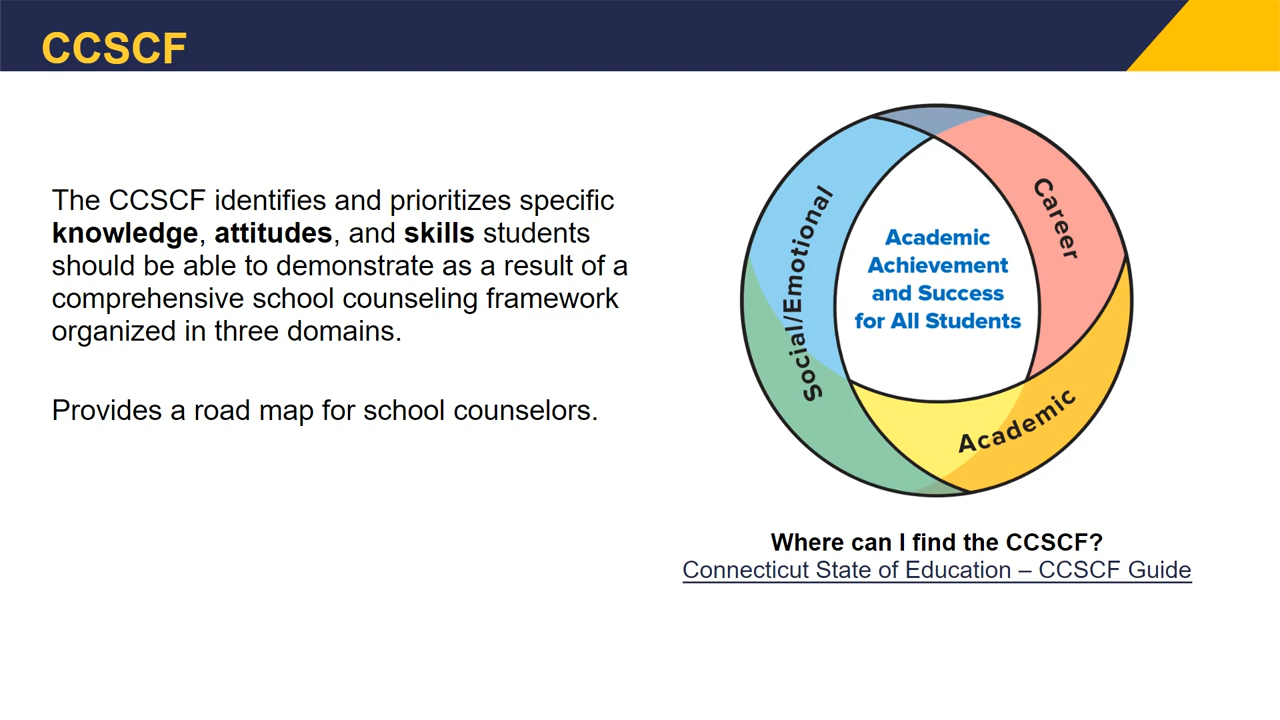 CCSCF
The CCSCF identifies and prioritizes specific
knowledge, attitudes, and skills students
should be able to demonstrate as a result of a
comprehensive school counseling framework
organized in three domains.
Provides a road map for school counselors.
Social/Emotional
Career
Academic
Academic
Achievement
and Success
for All Students
Where can I find the CCSCF?
Connecticut State of Education – CCSCF Guide